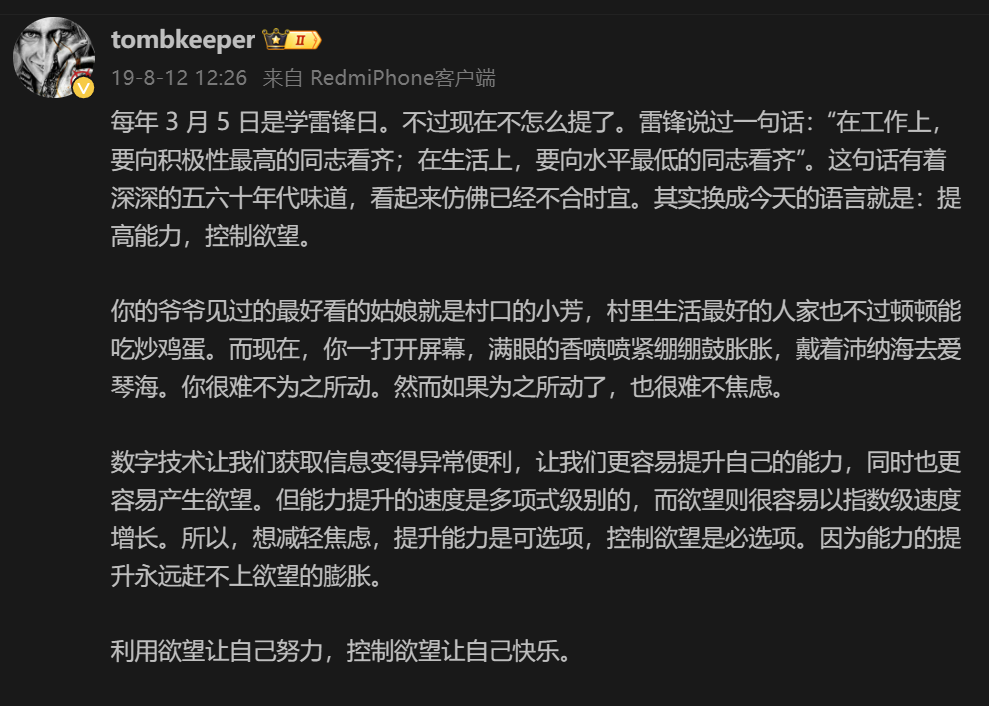 tombkeeper II
19-8-12 12:26 来自 RedmiPhone客户端
每年 3 月 5 日是学雷锋日。不过现在不怎么提了。雷锋说过一句话：“在工作上，
要向积极性最高的同志看齐；在生活上，要向水平最低的同志看齐”。这句话有着
深深的五六十年代味道，看起来仿佛已经不合时宜。其实换成今天的语言就是：提
高能力，控制欲望。
你的爷爷见过的最好看的姑娘就是村口的小芳，村里生活最好的人家也不过顿顿能
吃炒鸡蛋。而现在，你一打开屏幕，满眼的香喷喷紧绷绷鼓胀胀，戴着沛纳海去爱
琴海。你很难不为之所动。然而如果为之所动了，也很难不焦虑。
数字技术让我们获取信息变得异常便利，让我们更容易提升自己的能力，同时也更
容易产生欲望。但能力提升的速度是多项式级别的，而欲望则很容易以指数级速度
增长。所以，想减轻焦虑，提升能力是可选项，控制欲望是必选项。因为能力的提
升永远赶不上欲望的膨胀。
利用欲望让自己努力，控制欲望让自己快乐。